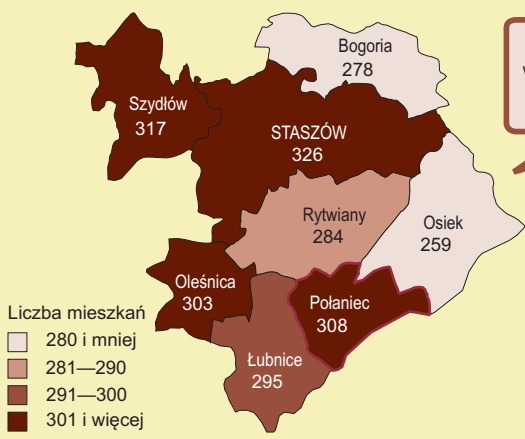 Bogoria
278
Szydłów
317
STASZÓW
326
Rytwiany
284
Osiek
259
Oleśnica
303
Połaniec
308
Łubnice
295
Liczba mieszkań
280 i mniej
281—290
291—300
301 i więcej